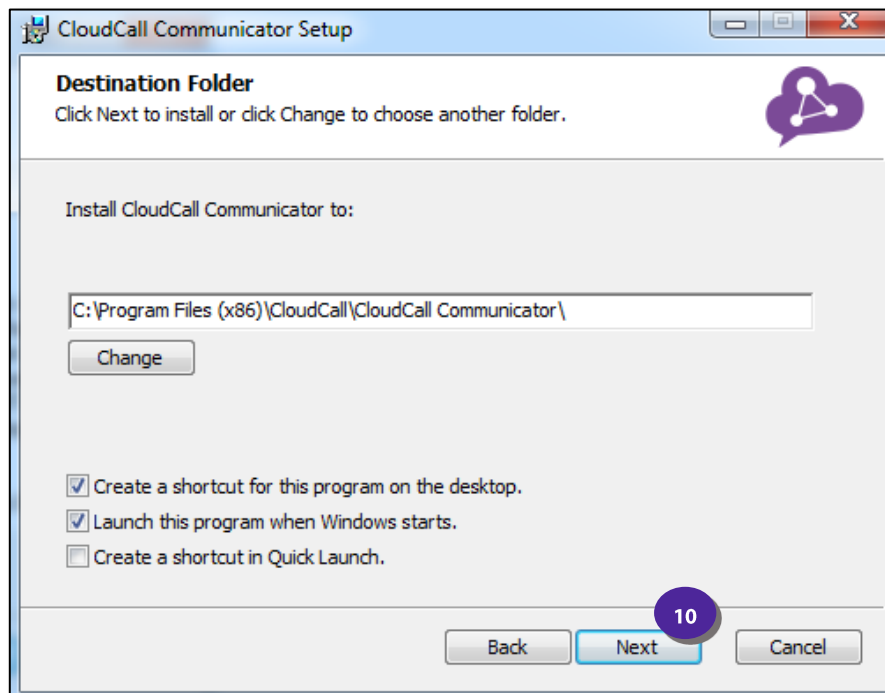 CloudCall Communicator Setup
Destination Folder
Click Next to install or click Change to choose another folder.
Install CloudCall Communicator to:
C:\Program Files (x86)\CloudCall\CloudCall Communicator\
Change
Create a shortcut for this program on the desktop.
Launch this program when Windows starts.
Create a shortcut in Quick Launch.
10
Back Next Cancel